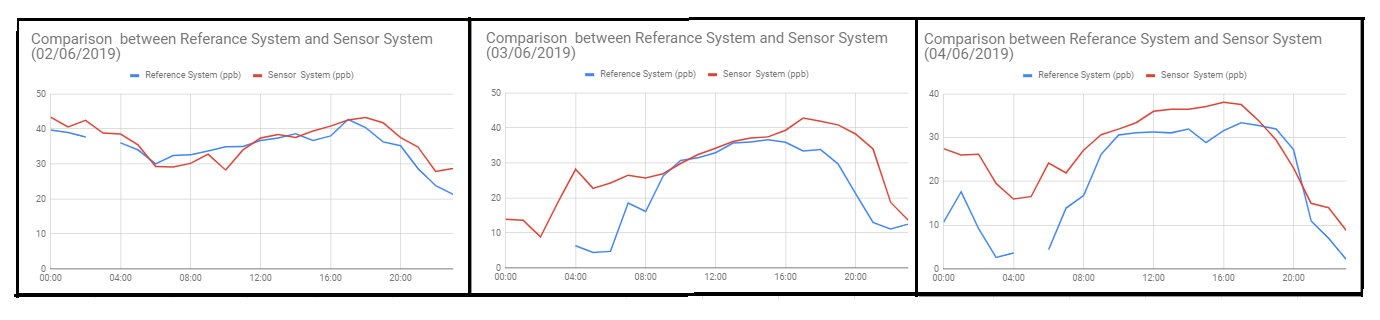 Comparison between Referance System and Sensor System
(02/06/2019)
Reference System (ppb) Sensor System (ppb)
50
40
30
20
10
0
00:00 04:00 08:00 12:00 16:00 20:00
Comparison between Referance System and Sensor System
(03/06/2019)
Reference System (ppb) Sensor System (ppb)
50
40
30
20
10
0
00:00 04:00 08:00 12:00 16:00 20:00
Comparison between Referance System and Sensor System
(04/06/2019)
Reference System (ppb) Sensor System (ppb)
40
30
20
10
0
00:00 04:00 08:00 12:00 16:00 20:00